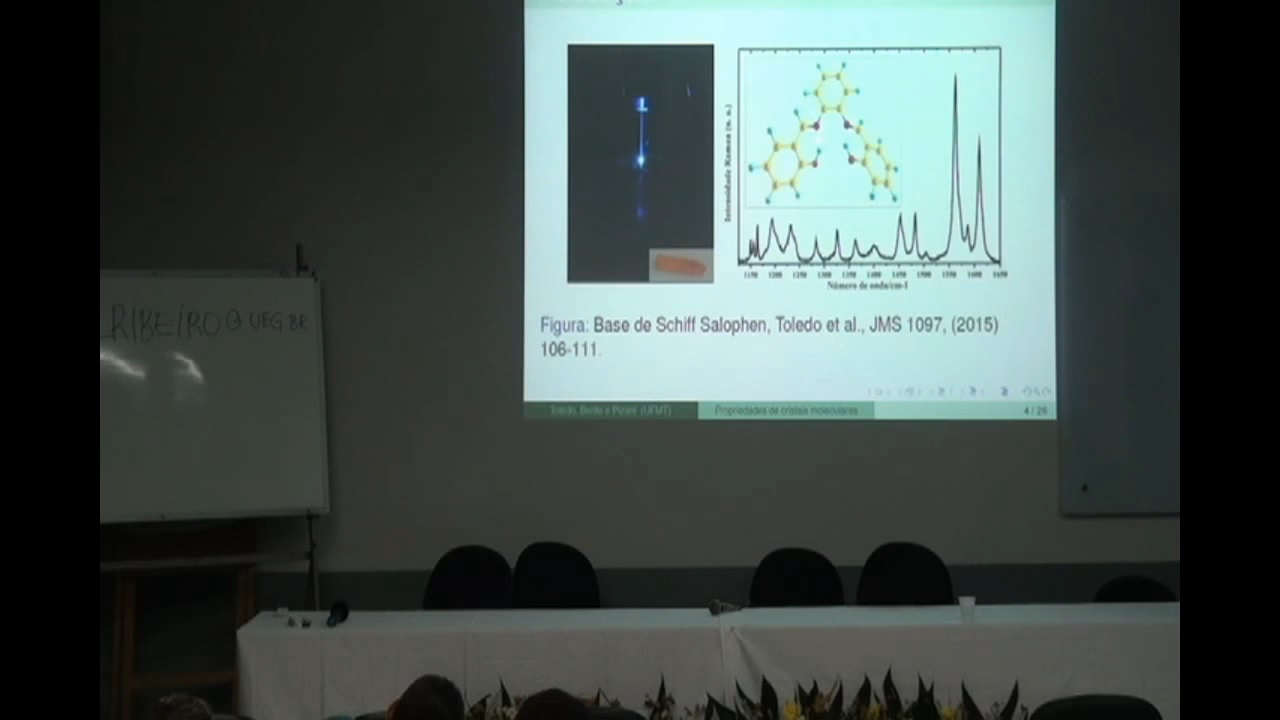 RIBEIRO@UEG BR
Intensidade Raman (u. a.)
1150 1200 1250 1300 1350 1400 1450 1500 1550 1600 1650
Número de onda/cm-1
Figura: Base de Schiff Salophen, Toledo et al., JMS 1097, (2015)
106-111.
Toledo, Bento e Pizani (UFMT)
Propriedades de cristais moleculares
4 / 26